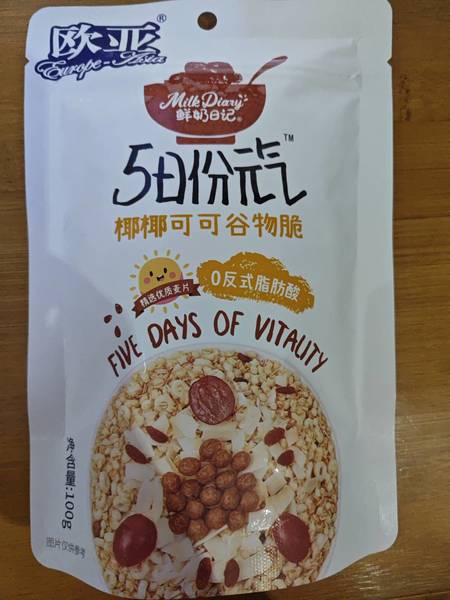 欧亚®
Europe-Asia
Milk Diary
鲜奶日记®
5日份元气™
椰椰可可谷物脆
精选优质麦片
0反式脂肪酸
FIVE DAYS OF VITALITY
净含量:100g
图片仅供参考